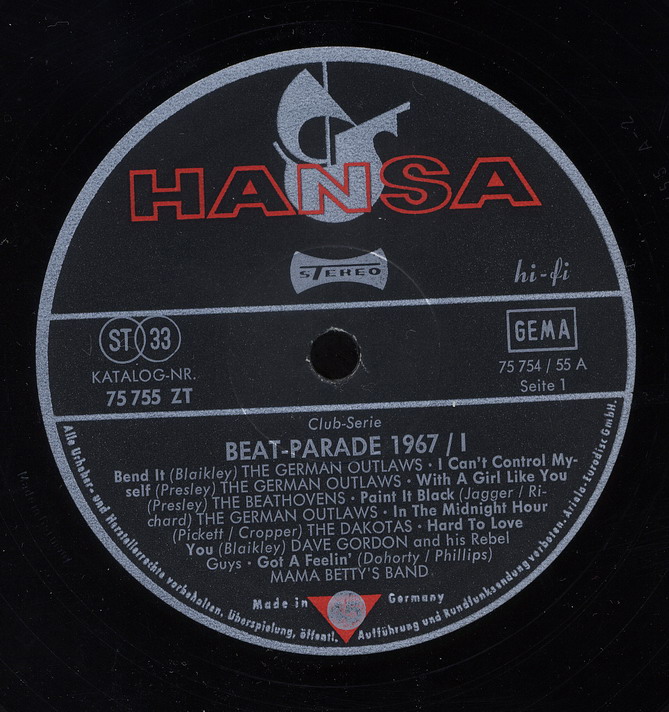 HANSA
STEREO
hi-fi
ST 33
GEMA
KATALOG-NR.
75 754 / 55 A
75 755 ZT
Seite 1
Club-Serie
BEAT-PARADE 1967 / I
Bend It (Blaikley) THE GERMAN OUTLAWS · I Can't Control My-
self (Presley) THE GERMAN OUTLAWS · With A Girl Like You
(Presley) THE BEATHOVENS · Paint It Black (Jagger / Ri-
chard) THE GERMAN OUTLAWS · In The Midnight Hour
(Pickett / Cropper) THE DAKOTAS · Hard To Love
You (Blaikley) DAVE GORDON and his Rebel
Guys · Got A Feelin' (Dohorty / Phillips)
MAMA BETTY'S BAND
Made in Germany
Alle Urheber- und Herstellerrechte vorbehalten. Überspielung, öffentl. Aufführung und Rundfunksendung verboten. Ariola-Eurodisc GmbH.